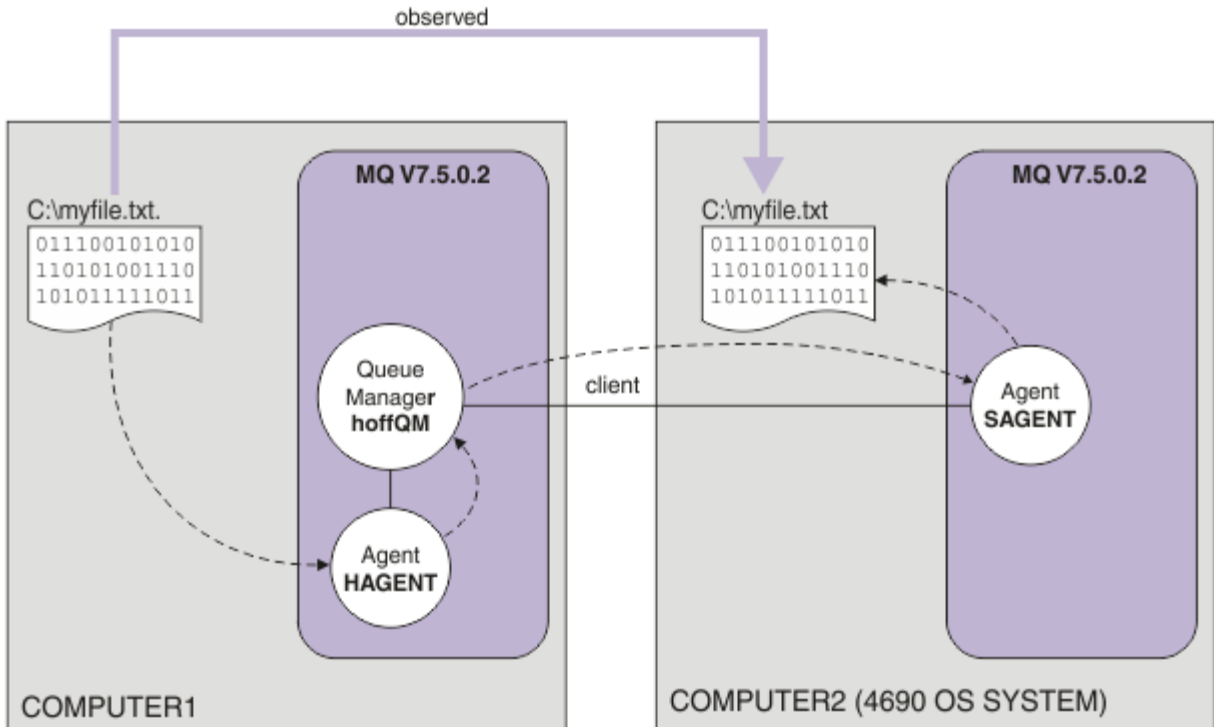 observed
MQ V7.5.0.2
C:\myfile.txt.
011100101010
110101001110
101011111011
Queue
Manager
hoffQM
Agent
HAGENT
COMPUTER1
client
MQ V7.5.0.2
C:\myfile.txt
011100101010
110101001110
101011111011
Agent
SAGENT
COMPUTER2 (4690 OS SYSTEM)